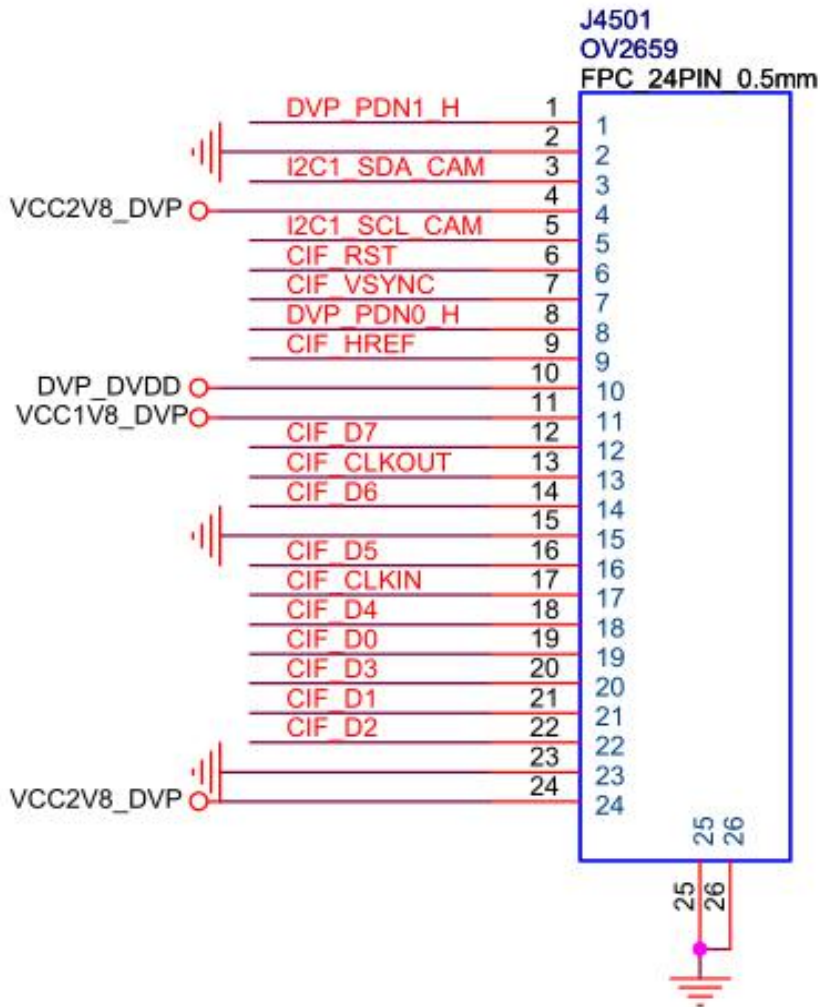 J4501
OV2659
FPC_24PIN_0.5mm
DVP_PDN1_H 1 1
2 2
I2C1_SDA_CAM 3 3
VCC2V8_DVP 4 4
I2C1_SCL_CAM 5 5
CIF_RST 6 6
CIF_VSYNC 7 7
DVP_PDN0_H 8 8
CIF_HREF 9 9
DVP_DVDD 10 10
VCC1V8_DVP 11 11
CIF_D7 12 12
CIF_CLKOUT 13 13
CIF_D6 14 14
15 15
CIF_D5 16 16
CIF_CLKIN 17 17
CIF_D4 18 18
CIF_D0 19 19
CIF_D3 20 20
CIF_D1 21 21
CIF_D2 22 22
23 23
VCC2V8_DVP 24 24
25 26
25 26